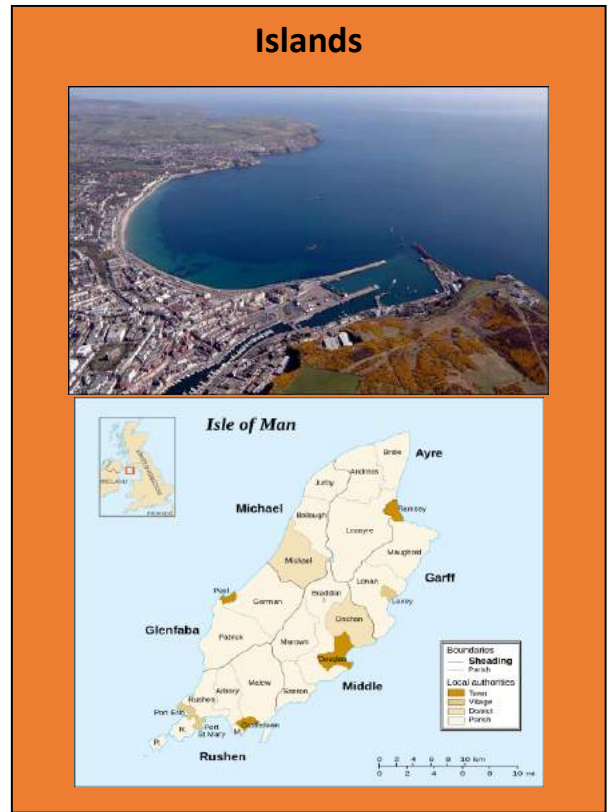 Islands
Isle of Man
IRELAND
Bride
Ayre
Andreas
Jurby
Michael
Ballaugh
Ramsey
Lezayre
Maughold
Michael
Garff
Lonan
Peel
Braddan
Laxey
German
Onchan
Glenfaba
Patrick
Marown
Douglas
Middle
Malew
Arbory
Santon
Rushen
Port Erin
Castletown
Port
St Mary
M.
R.
R.
Rushen
Boundaries
Sheading
Parish
Local authorities
Town
Village
District
Parish
0 2 4 6 8 10 km
0 2 4 6 8 10 mi